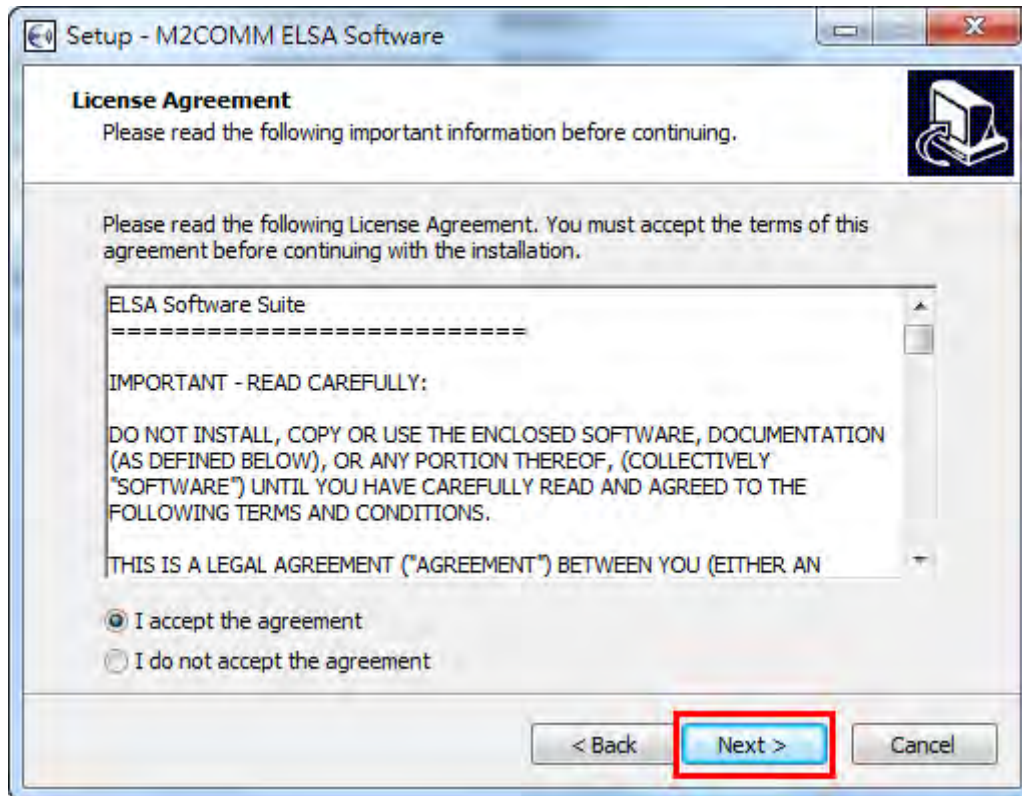 Setup - M2COMM ELSA Software
License Agreement
Please read the following important information before continuing.
Please read the following License Agreement. You must accept the terms of this
agreement before continuing with the installation.
ELSA Software Suite
==========================
IMPORTANT - READ CAREFULLY:
DO NOT INSTALL, COPY OR USE THE ENCLOSED SOFTWARE, DOCUMENTATION
(AS DEFINED BELOW), OR ANY PORTION THEREOF, (COLLECTIVELY
"SOFTWARE") UNTIL YOU HAVE CAREFULLY READ AND AGREED TO THE
FOLLOWING TERMS AND CONDITIONS.
THIS IS A LEGAL AGREEMENT ("AGREEMENT") BETWEEN YOU (EITHER AN
I accept the agreement
I do not accept the agreement
< Back Next > Cancel